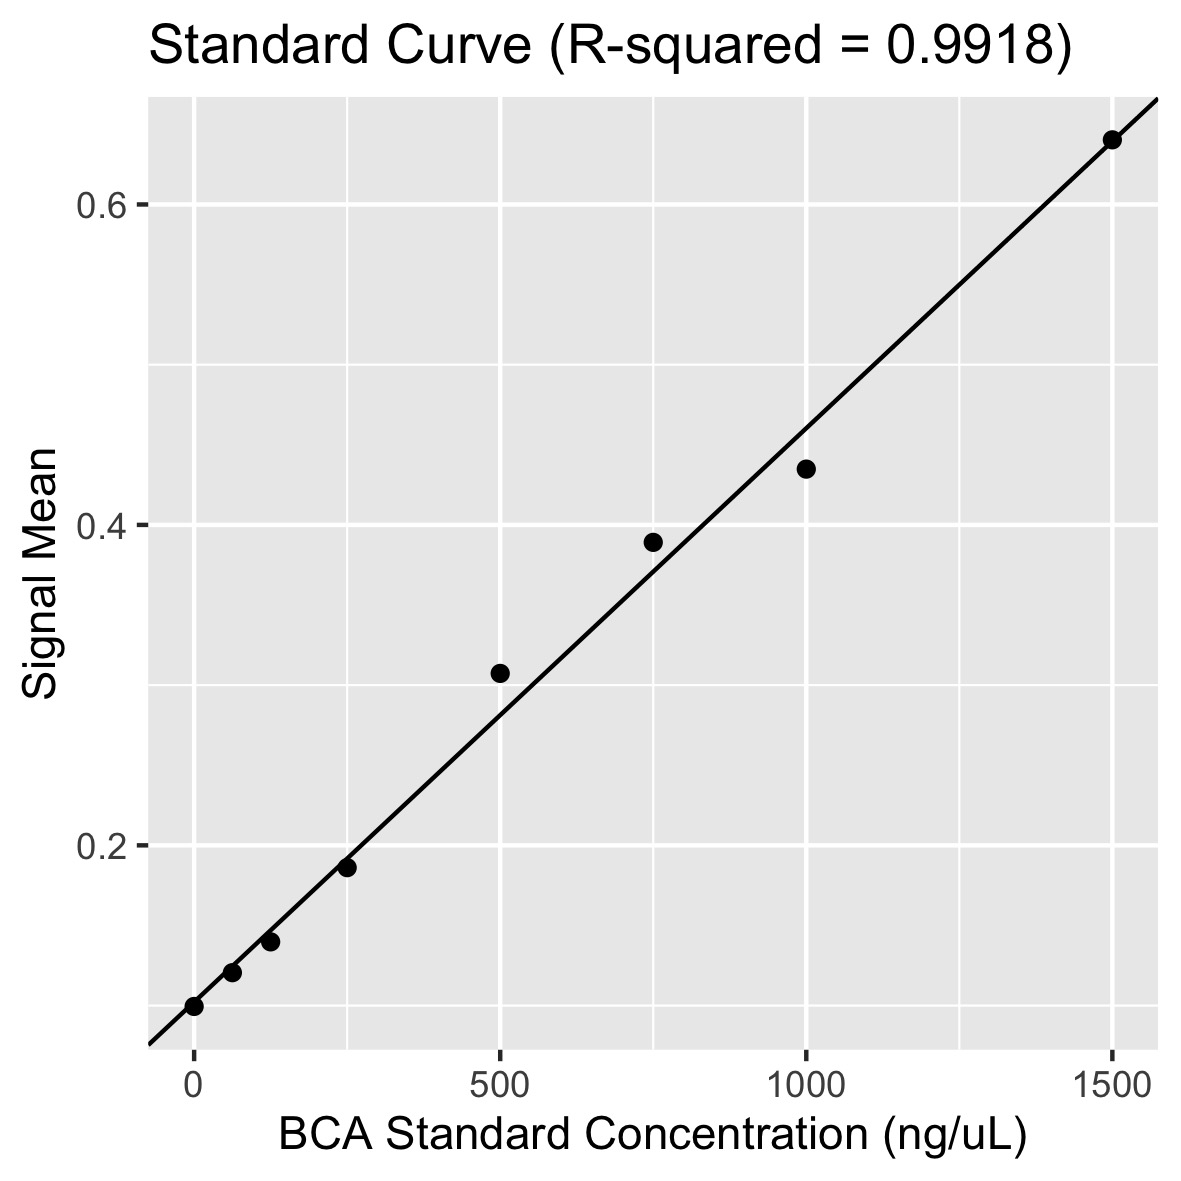 Standard Curve (R-squared = 0.9918)
Signal Mean
0.6
0.4
0.2
0 500 1000 1500
BCA Standard Concentration (ng/uL)